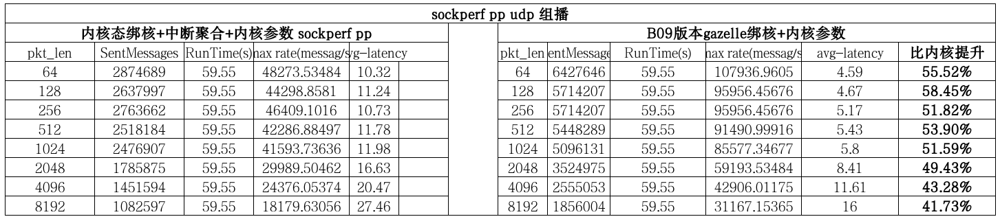 sockperf pp udp 组播
内核态绑核+中断聚合+内核参数 sockperf pp B09版本gazelle绑核+内核参数
pkt_len SentMessages RunTime(s) max rate(messag/s vg-latency pkt_len entMessage RunTime(s) max rate(messag/s avg-latency 比内核提升
64 2874689 59.55 48273.53484 10.32 64 6427646 59.55 107936.9605 4.59 55.52%
128 2637997 59.55 44298.8581 11.24 128 5714207 59.55 95956.45676 4.67 58.45%
256 2763662 59.55 46409.1016 10.73 256 5714207 59.55 95956.45676 5.17 51.82%
512 2518184 59.55 42286.88497 11.78 512 5448289 59.55 91490.99916 5.43 53.90%
1024 2476907 59.55 41593.73636 11.98 1024 5096131 59.55 85577.34677 5.8 51.59%
2048 1785875 59.55 29989.50462 16.63 2048 3524975 59.55 59193.53484 8.41 49.43%
4096 1451594 59.55 24376.05374 20.47 4096 2555053 59.55 42906.01175 11.61 43.28%
8192 1082597 59.55 18179.63056 27.46 8192 1856004 59.55 31167.15365 16 41.73%